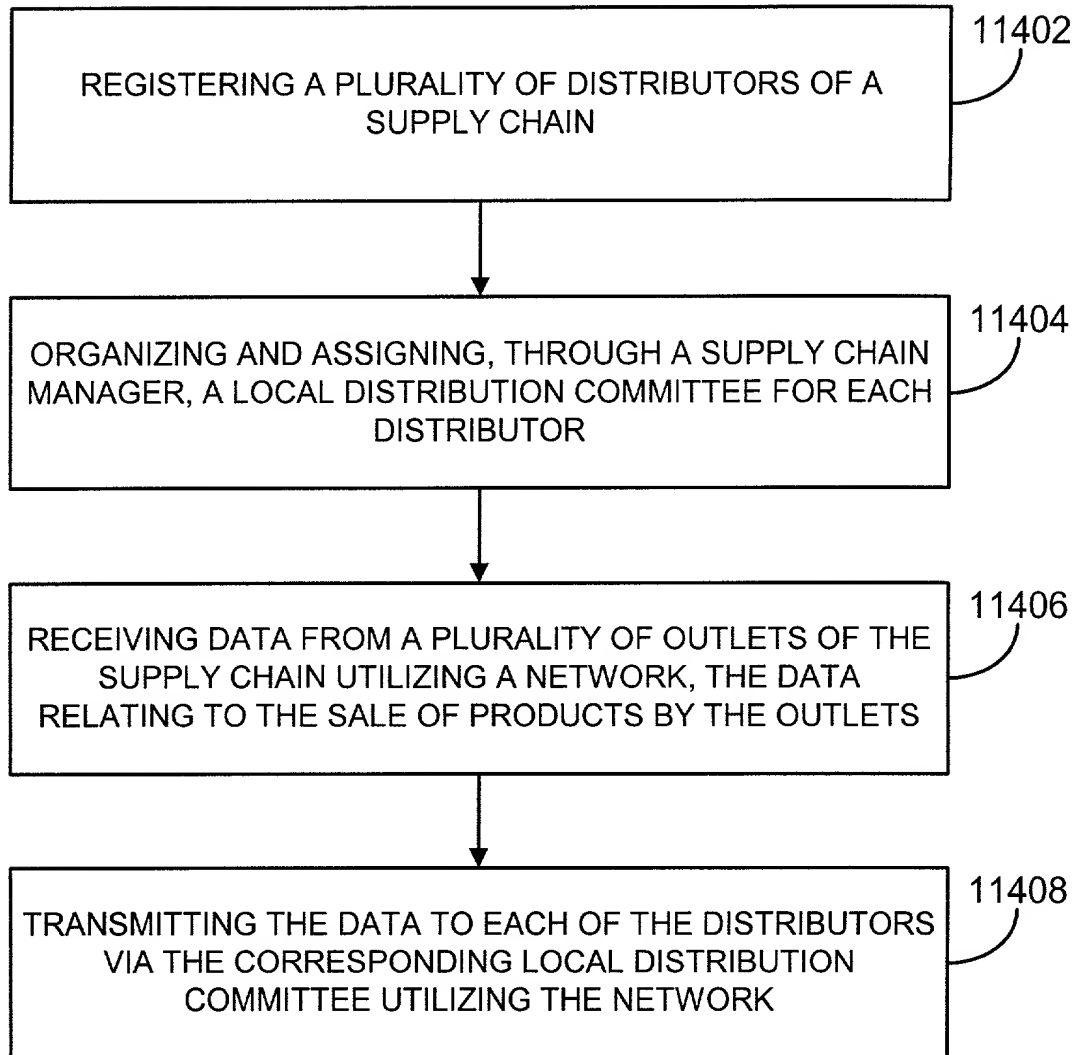 11402
REGISTERING A PLURALITY OF DISTRIBUTORS OF A
SUPPLY CHAIN
11404
ORGANIZING AND ASSIGNING, THROUGH A SUPPLY CHAIN
MANAGER, A LOCAL DISTRIBUTION COMMITTEE FOR EACH
DISTRIBUTOR
11406
RECEIVING DATA FROM A PLURALITY OF OUTLETS OF THE
SUPPLY CHAIN UTILIZING A NETWORK, THE DATA
RELATING TO THE SALE OF PRODUCTS BY THE OUTLETS
11408
TRANSMITTING THE DATA TO EACH OF THE DISTRIBUTORS
VIA THE CORRESPONDING LOCAL DISTRIBUTION
COMMITTEE UTILIZING THE NETWORK